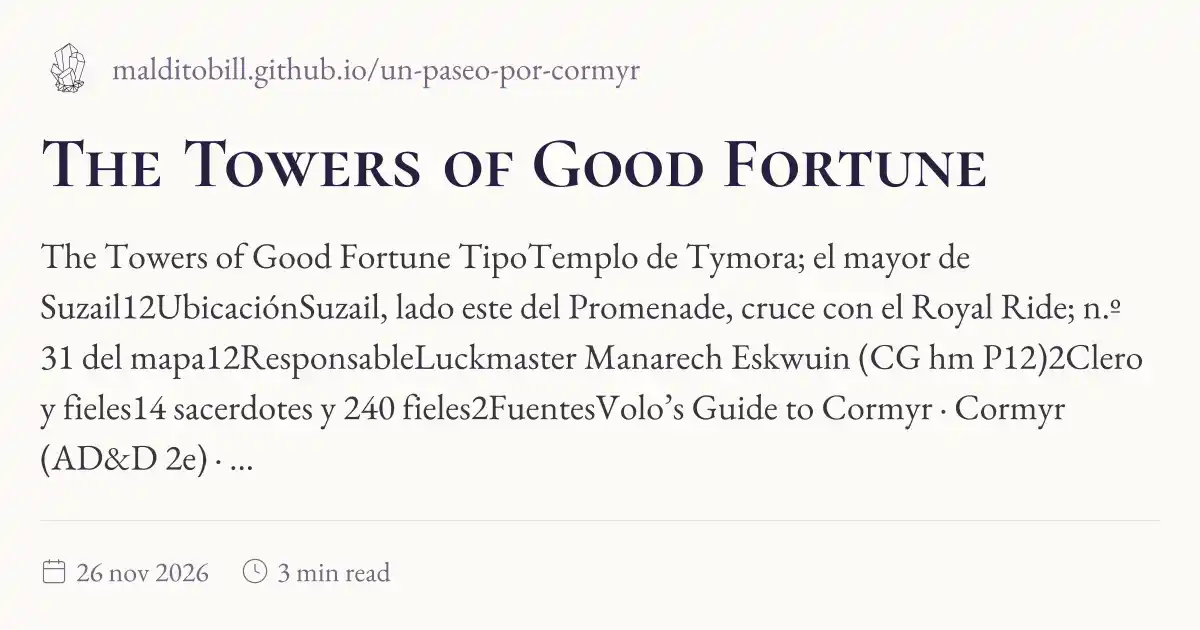 malditobill.github.io/un-paseo-por-cormyr
The Towers of Good Fortune
The Towers of Good Fortune TipoTemplo de Tymora; el mayor de
Suzail12UbicaciónSuzail, lado este del Promenade, cruce con el Royal Ride; n.º
31 del mapa12ResponsableLuckmaster Manarech Eskwuin (CG hm P12)2Clero
y fieles14 sacerdotes y 240 fieles2FuentesVolo’s Guide to Cormyr · Cormyr
(AD&D 2e) · ...
26 nov 2026
3 min read